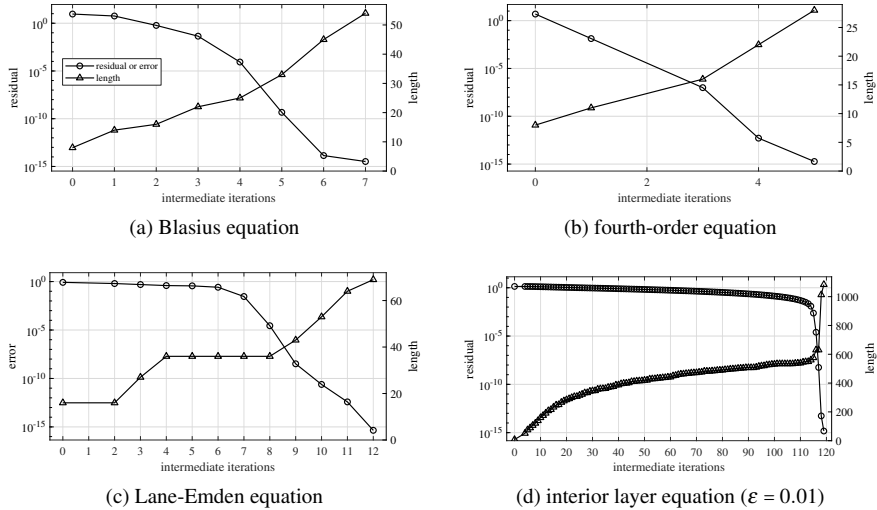 10^0
10^-5
10^-10
10^-15
residual
residual or error
length
0 1 2 3 4 5 6 7
intermediate iterations
0
10
20
30
40
50
length
(a) Blasius equation
10^0
10^-5
10^-10
10^-15
residual
0 2 4
intermediate iterations
0
5
10
15
20
25
length
(b) fourth-order equation
10^0
10^-5
10^-10
10^-15
error
0 1 2 3 4 5 6 7 8 9 10 11 12
intermediate iterations
0
20
40
60
length
(c) Lane-Emden equation
10^0
10^-5
10^-10
10^-15
residual
0 10 20 30 40 50 60 70 80 90 100 110 120
intermediate iterations
0
200
400
600
800
1000
length
(d) interior layer equation (ε = 0.01)